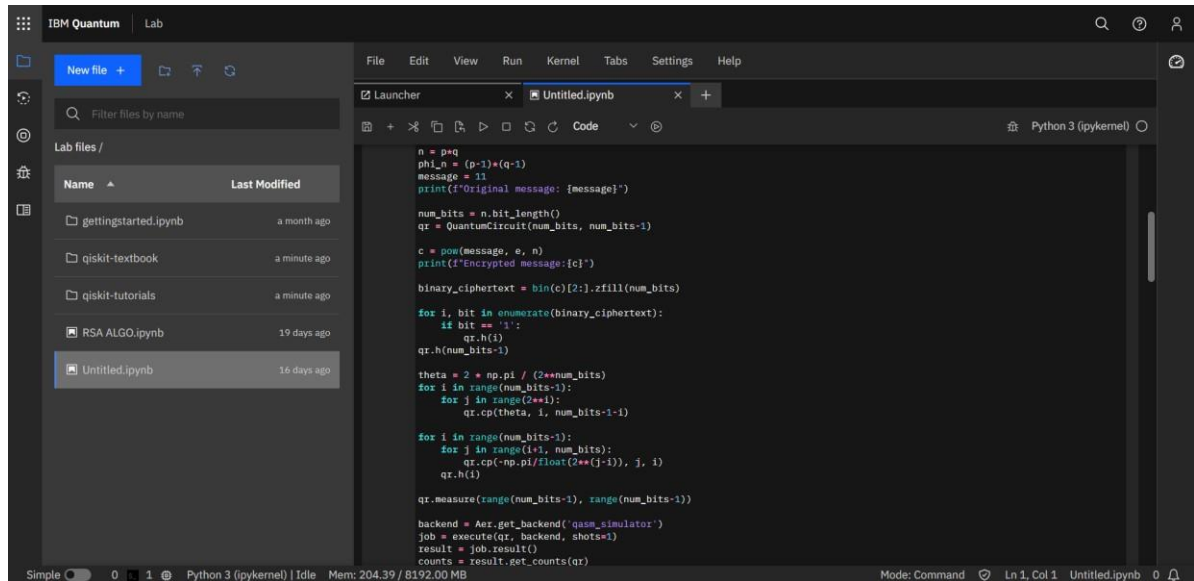 IBM Quantum Lab
New file +
Filter files by name
Lab files /
Name Last Modified
gettingstarted.ipynb a month ago
qiskit-textbook a minute ago
qiskit-tutorials a minute ago
RSA ALGO.ipynb 19 days ago
Untitled.ipynb 16 days ago
File Edit View Run Kernel Tabs Settings Help
Launcher × Untitled.ipynb × +
Code Python 3 (ipykernel)
n = p*q
phi_n = (p-1)*(q-1)
message = 11
print(f"Original message: {message}")
num_bits = n.bit_length()
qr = QuantumCircuit(num_bits, num_bits-1)
c = pow(message, e, n)
print(f"Encrypted message:{c}")
binary_ciphertext = bin(c)[2:].zfill(num_bits)
for i, bit in enumerate(binary_ciphertext):
    if bit == '1':
        qr.h(i)
qr.h(num_bits-1)
theta = 2 * np.pi / (2**num_bits)
for i in range(num_bits-1):
    for j in range(2**i):
        qr.cp(theta, i, num_bits-1-i)
for i in range(num_bits-1):
    for j in range(i+1, num_bits):
        qr.cp(-np.pi/float(2**(j-i)), j, i)
    qr.h(i)
qr.measure(range(num_bits-1), range(num_bits-1))
backend = Aer.get_backend('qasm_simulator')
job = execute(qr, backend, shots=1)
result = job.result()
counts = result.get_counts(qr)
Simple 0 1 Python 3 (ipykernel) | Idle Mem: 204.39 / 8192.00 MB Mode: Command Ln 1, Col 1 Untitled.ipynb 0